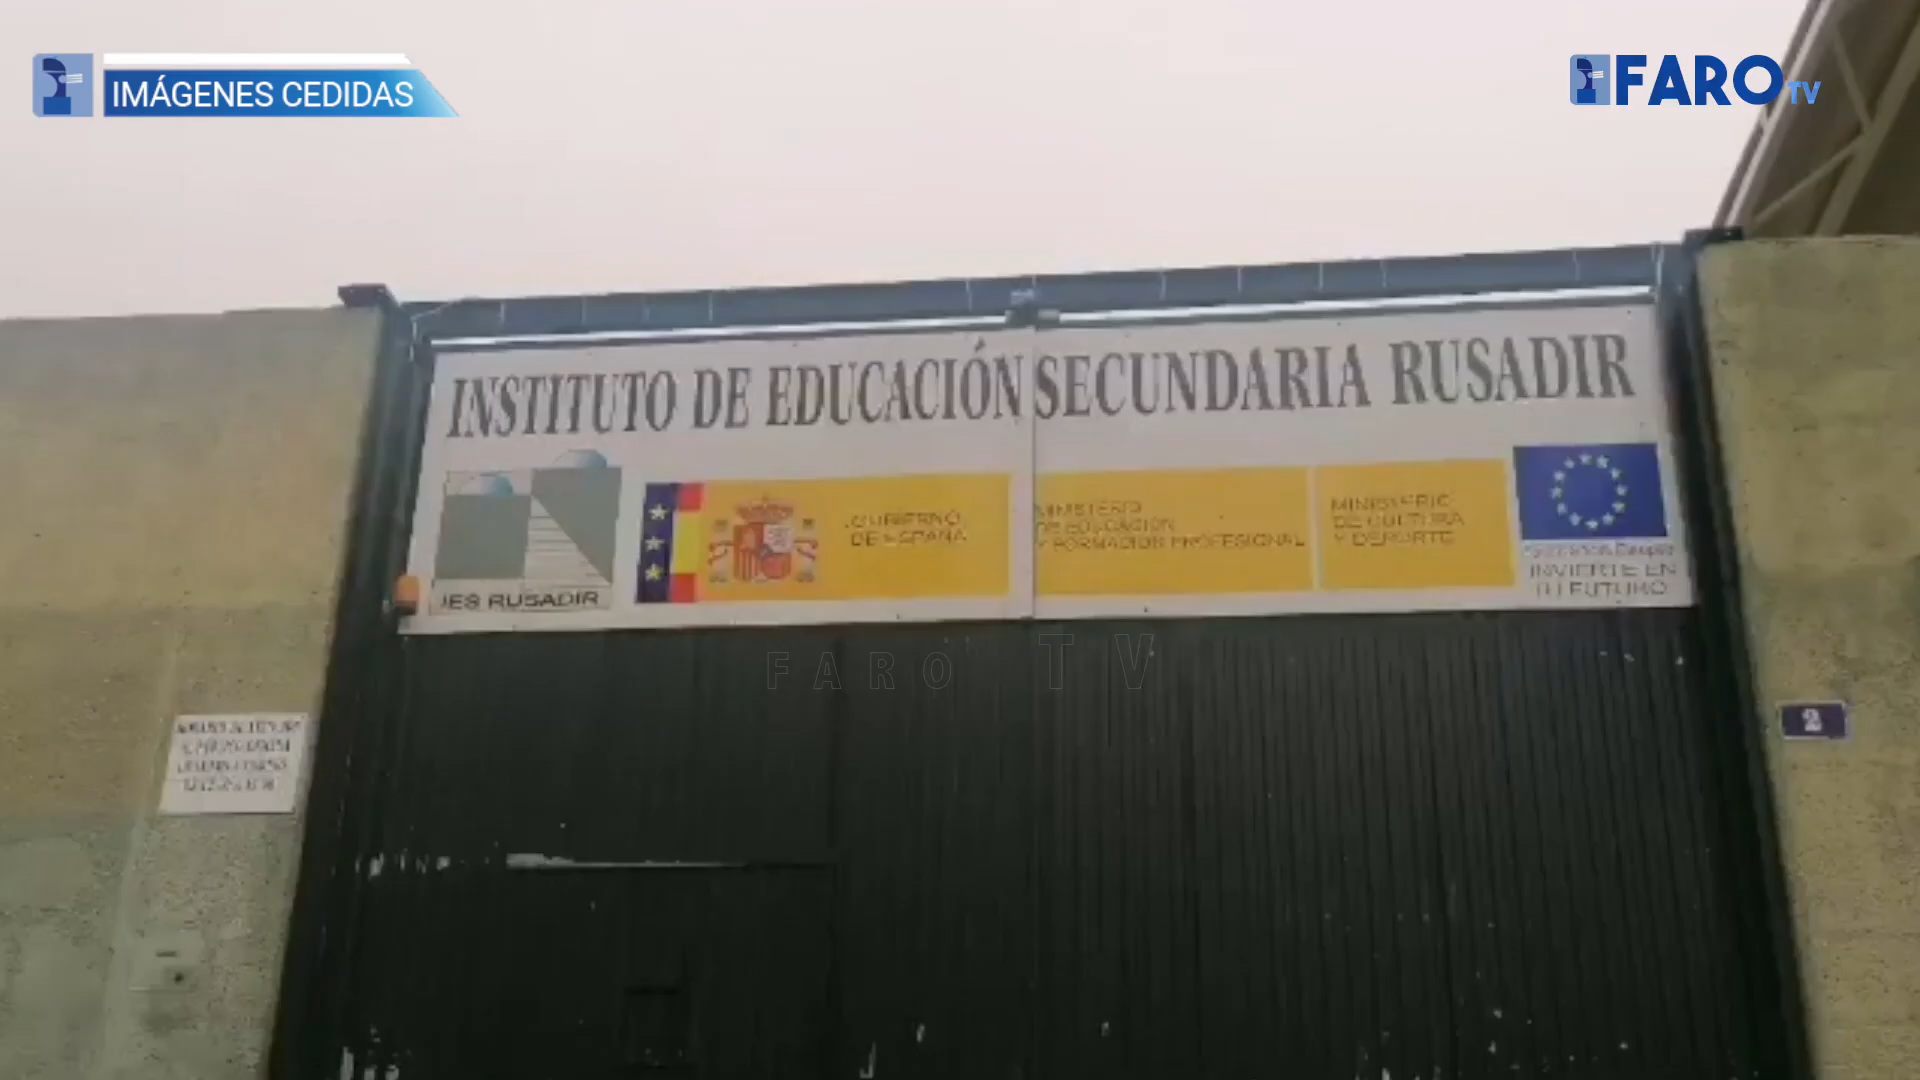 IMÁGENES CEDIDAS
FARO TV
INSTITUTO DE EDUCACIÓN SECUNDARIA RUSADIR
IES RUSADIR
GOBIERNO
DE ESPAÑA
MINISTERIO
DE EDUCACIÓN
Y FORMACIÓN PROFESIONAL
MINISTERIO
DE CULTURA
Y DEPORTE
INVIERTE EN
TU FUTURO
FARO TV
2